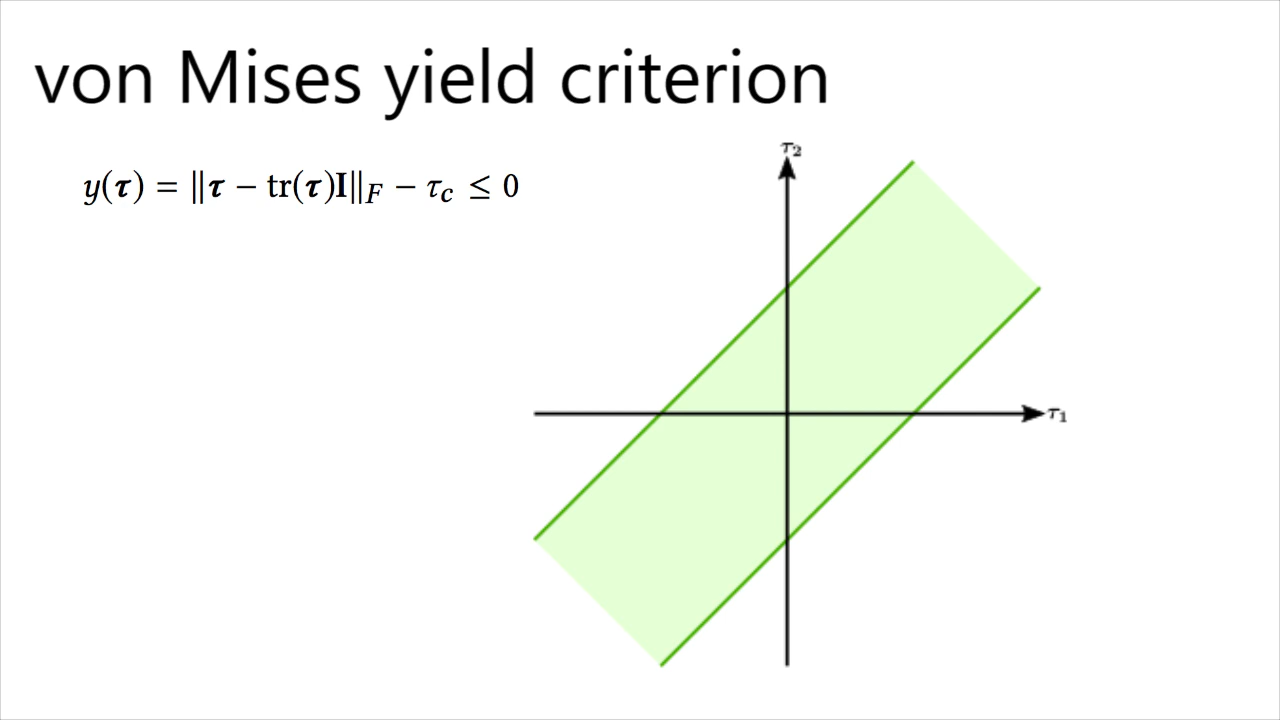 von Mises yield criterion
y(𝝉) = ‖𝝉 − tr(𝝉)𝐈‖_F − τ_𝒄 ≤ 0
τ₂
τ₁